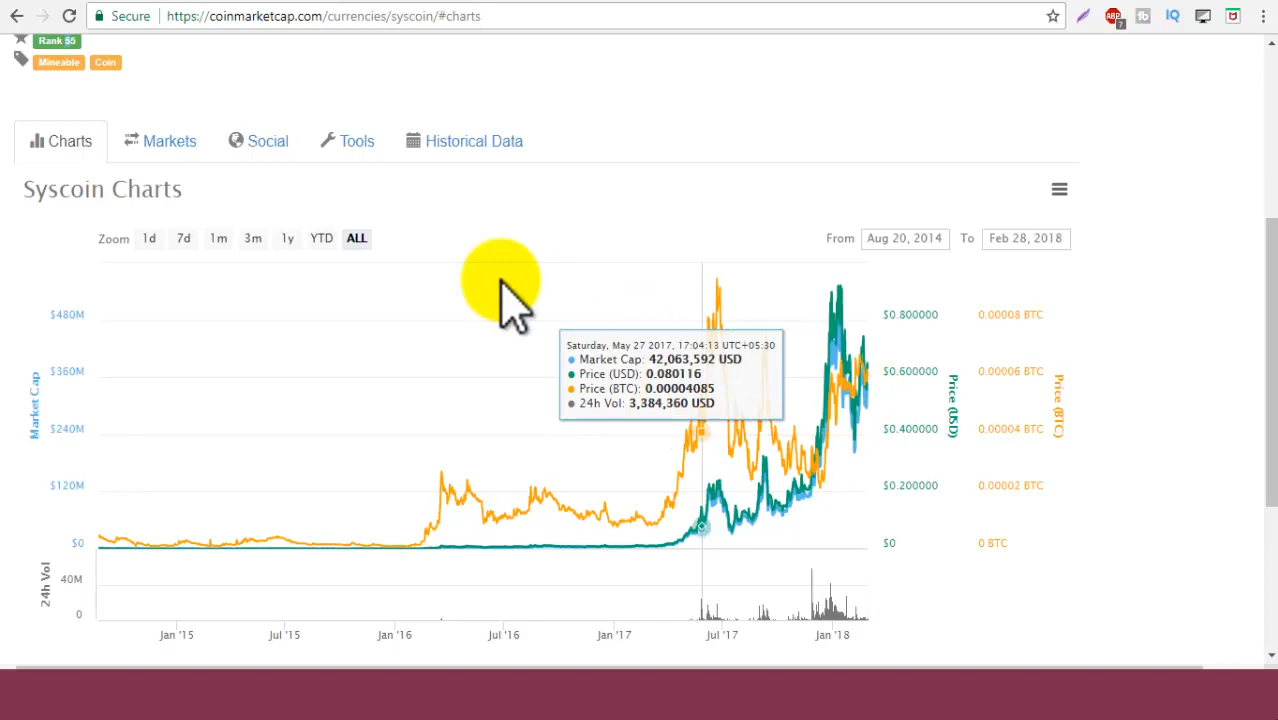 Secure https://coinmarketcap.com/currencies/syscoin/#charts
ABP 7 fb IQ
Rank 55
Mineable Coin
Charts Markets Social Tools Historical Data
Syscoin Charts
Zoom 1d 7d 1m 3m 1y YTD ALL From Aug 20, 2014 To Feb 28, 2018
$480M $0.800000 0.00008 BTC
Saturday, May 27 2017, 17:04:13 UTC+05:30
Market Cap: 42,063,592 USD
Price (USD): 0.080116
Price (BTC): 0.00004085
24h Vol: 3,384,360 USD
$360M $0.600000 0.00006 BTC
Market Cap
Price (USD)
Price (BTC)
$240M $0.400000 0.00004 BTC
$120M $0.200000 0.00002 BTC
$0 $0 0 BTC
24h Vol
40M
0
Jan '15 Jul '15 Jan '16 Jul '16 Jan '17 Jul '17 Jan '18